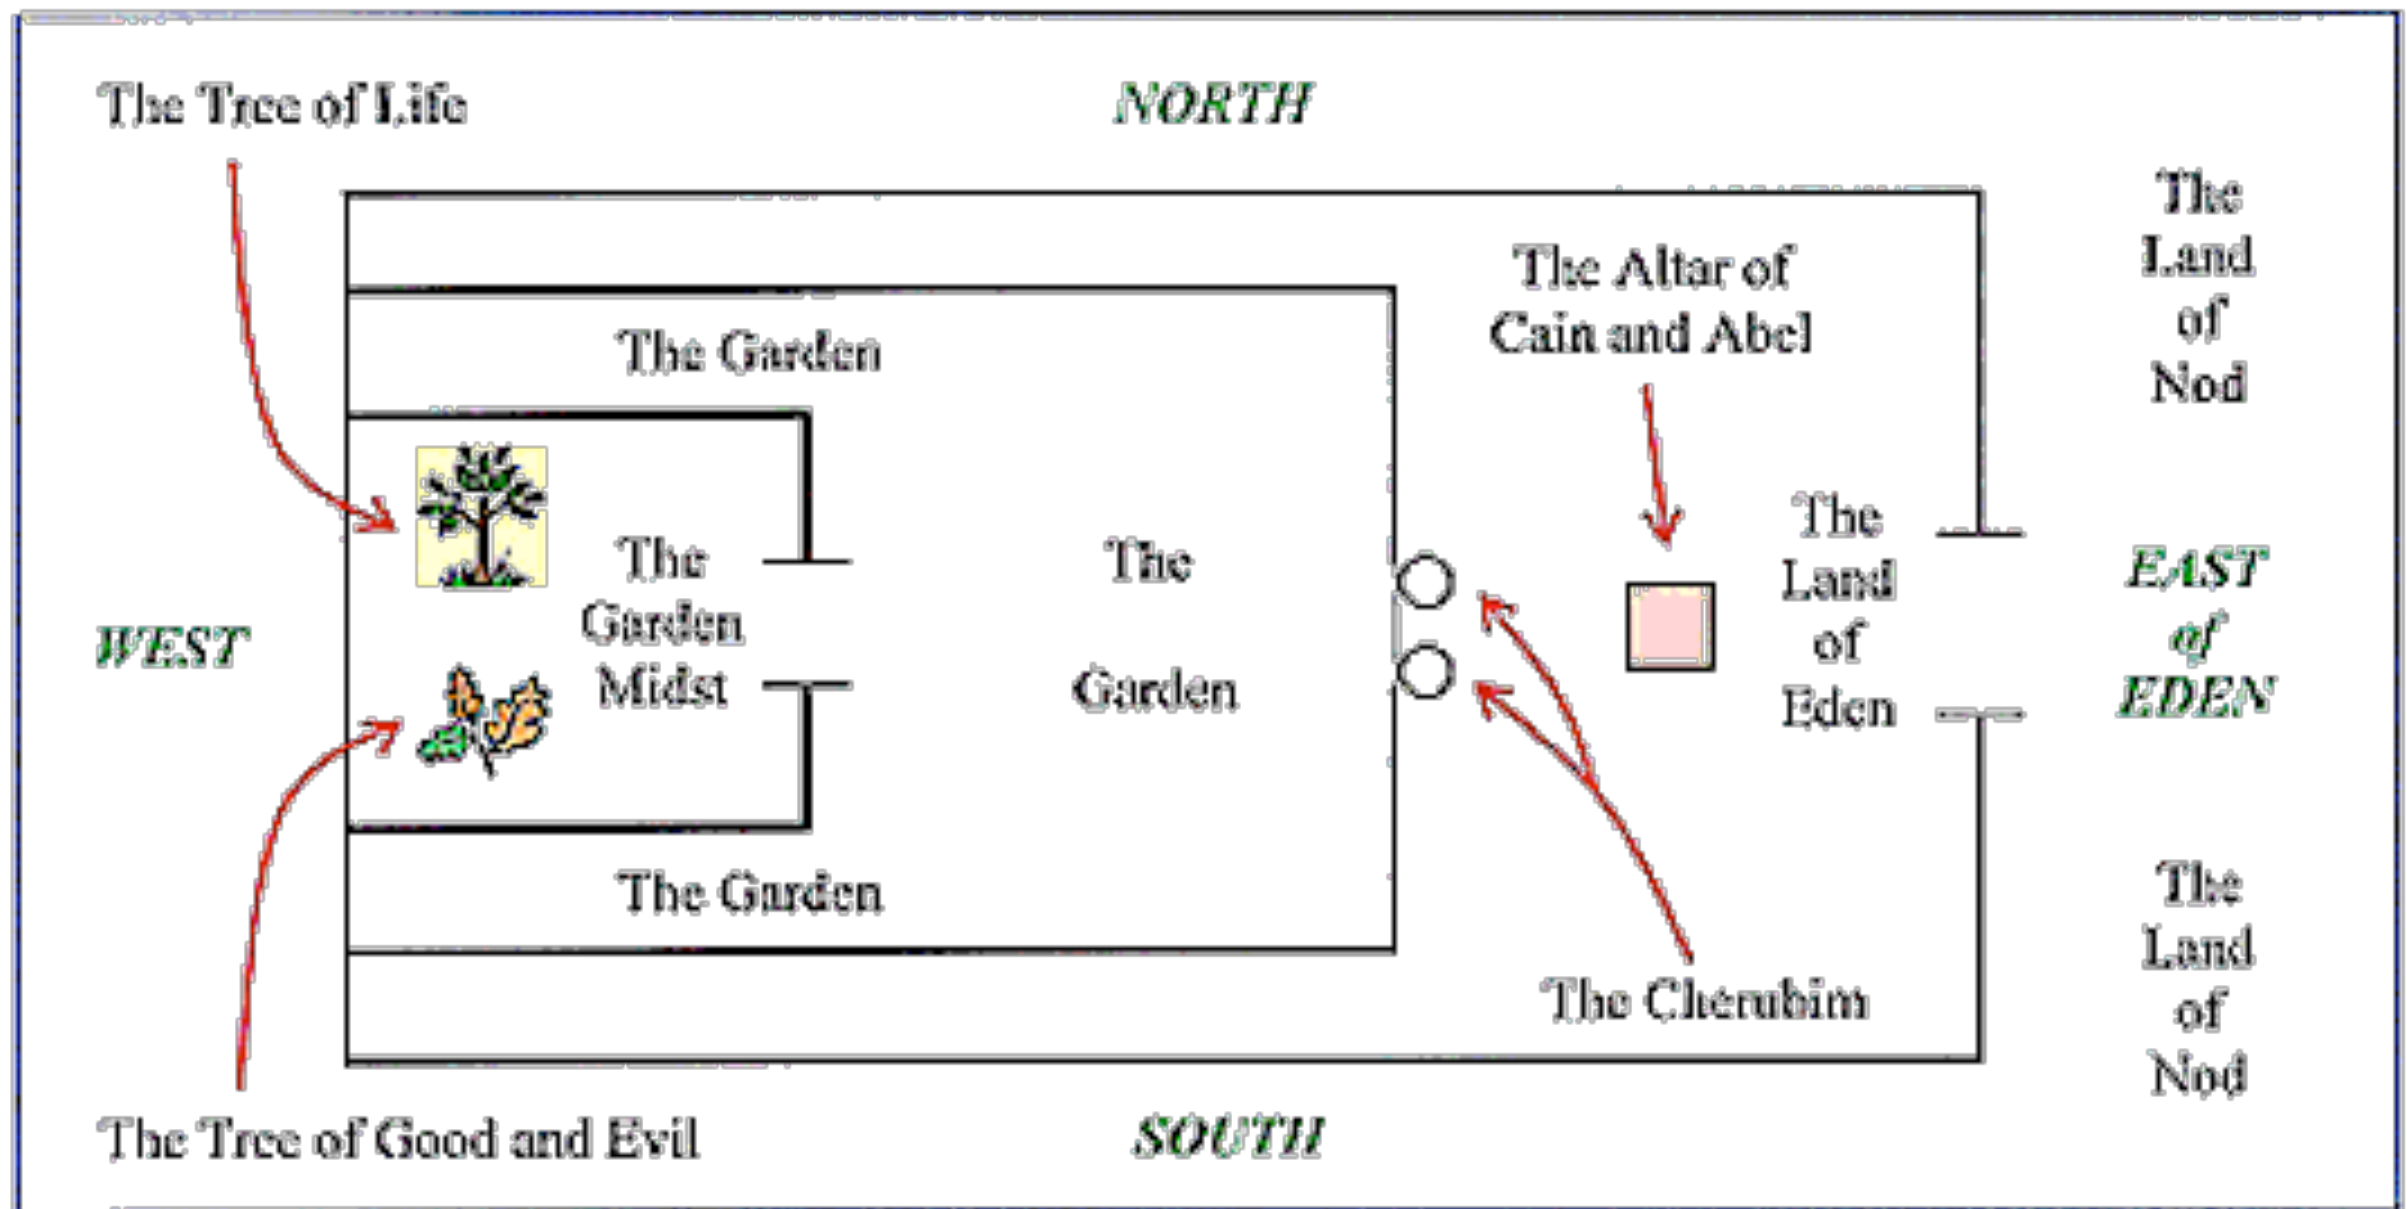 The Tree of Life
NORTH
The
Land
of
Nod
The Altar of
Cain and Abel
The Garden
The
Garden
Midst
The
Garden
The
Land
of
Eden
WEST
EAST
of
EDEN
The Garden
The Cherubim
The
Land
of
Nod
The Tree of Good and Evil
SOUTH